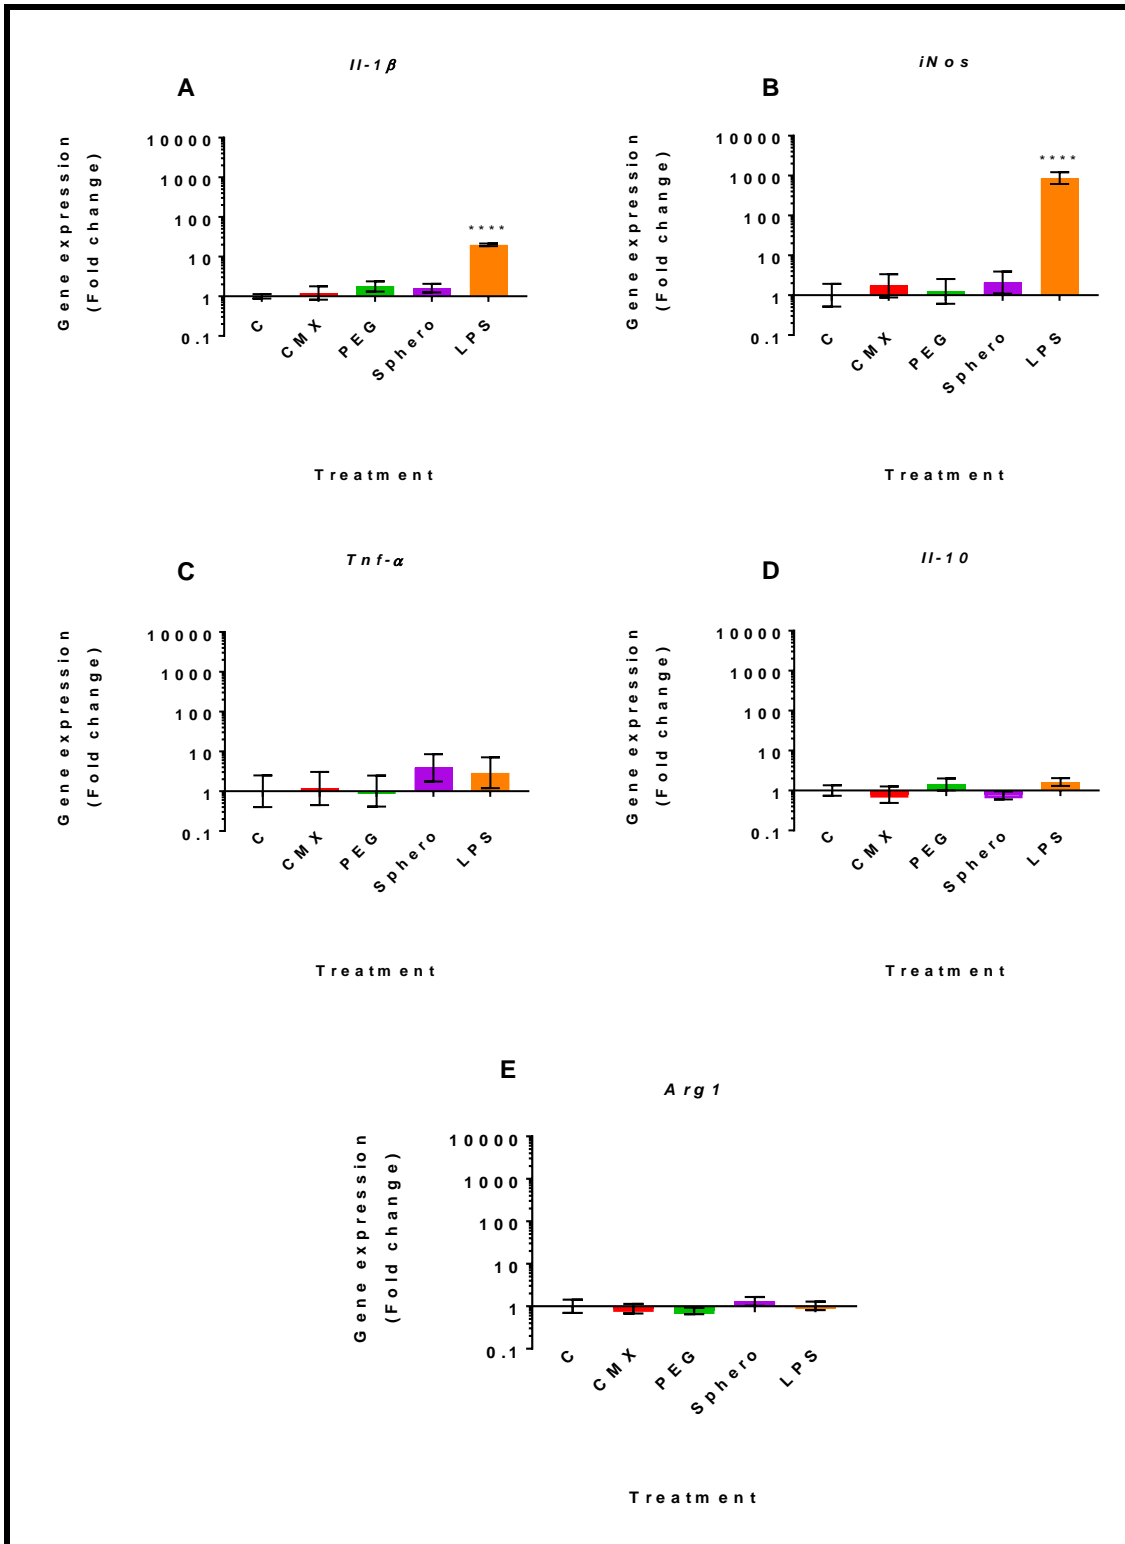 A
Il-1β
Gene expression
(Fold change)
10000
1000
100
10
1
0.1
****
C
CMX
PEG
Sphero
LPS
Treatment
B
iNos
Gene expression
(Fold change)
10000
1000
100
10
1
0.1
****
C
CMX
PEG
Sphero
LPS
Treatment
C
Tnf-α
Gene expression
(Fold change)
10000
1000
100
10
1
0.1
C
CMX
PEG
Sphero
LPS
Treatment
D
Il-10
Gene expression
(Fold change)
10000
1000
100
10
1
0.1
C
CMX
PEG
Sphero
LPS
Treatment
E
Arg1
Gene expression
(Fold change)
10000
1000
100
10
1
0.1
C
CMX
PEG
Sphero
LPS
Treatment